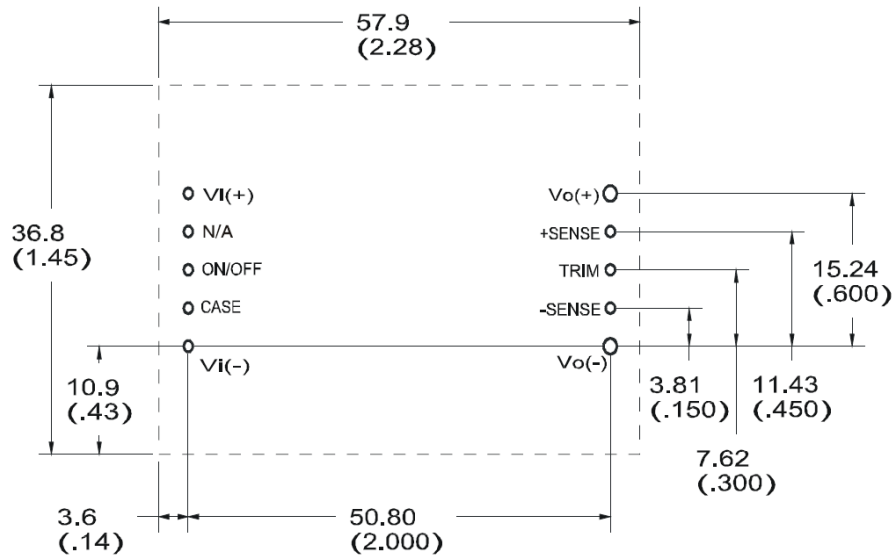 57.9
(2.28)
VI(+)
Vo(+)
N/A
+SENSE
36.8
(1.45)
ON/OFF
TRIM
15.24
(.600)
CASE
-SENSE
Vi(-)
Vo(-)
10.9
(.43)
3.81
(.150)
11.43
(.450)
7.62
(.300)
3.6
(.14)
50.80
(2.000)